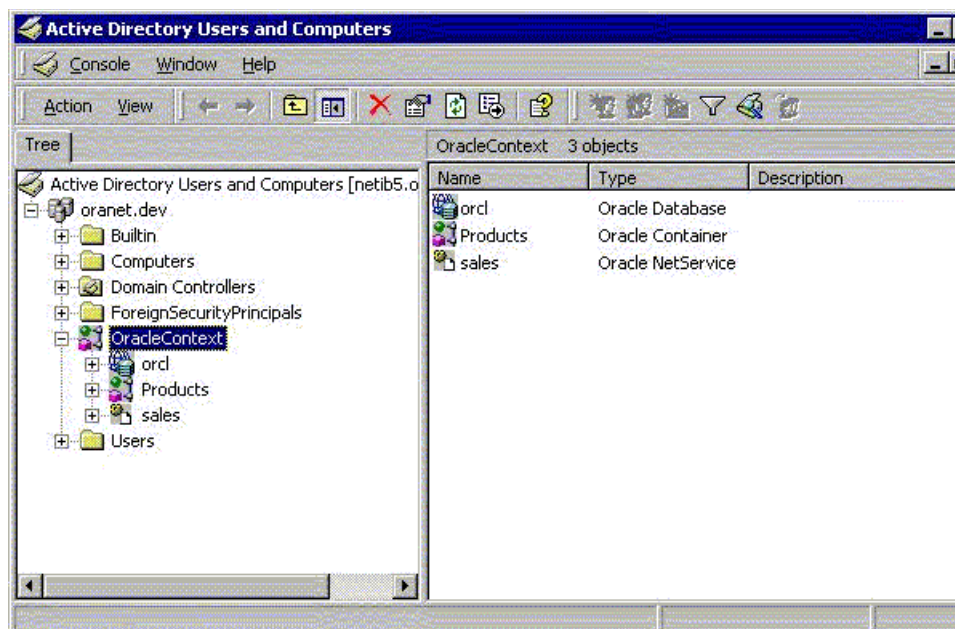 Active Directory Users and Computers
Console Window Help
Action View
Tree
OracleContext 3 objects
Active Directory Users and Computers [netib5.o
oranet.dev
Builtin
Computers
Domain Controllers
ForeignSecurityPrincipals
OracleContext
orcl
Products
sales
Users
Name Type Description
orcl Oracle Database
Products Oracle Container
sales Oracle NetService